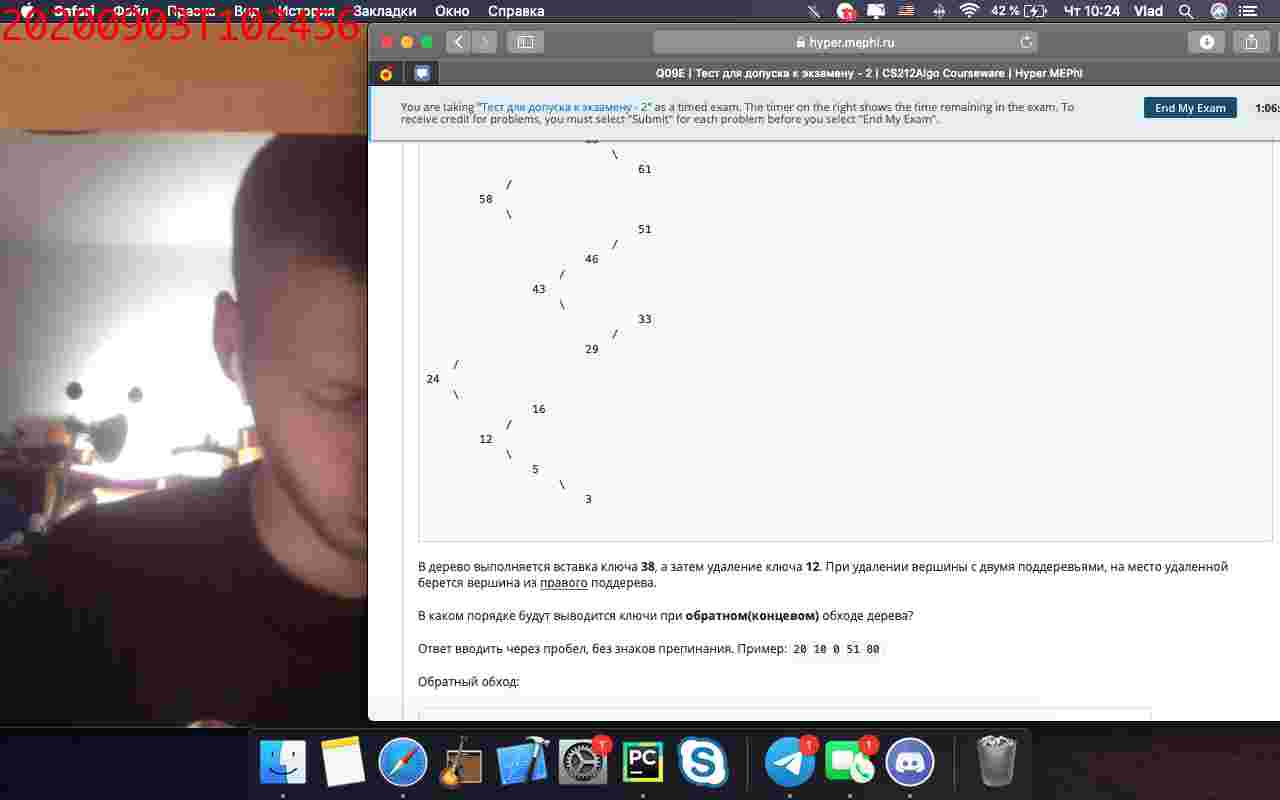 20200903T102456
Safari Файл Правка Вид История Закладки Окно Справка 42 % Чт 10:24 Vlad
hyper.mephi.ru
Q09E | Тест для допуска к экзамену - 2 | CS212Algo Courseware | Hyper.MEPhI
You are taking "Тест для допуска к экзамену - 2" as a timed exam. The timer on the right shows the time remaining in the exam. To
receive credit for problems, you must select "Submit" for each problem before you select "End My Exam".
End My Exam
1:06:
\
61
/
58
\
51
/
46
/
43
\
33
/
29
/
24
\
16
/
12
\
5
\
3
В дерево выполняется вставка ключа 38, а затем удаление ключа 12. При удалении вершины с двумя поддеревьями, на место удаленной
берется вершина из правого поддерева.
В каком порядке будут выводится ключи при обратном(концевом) обходе дерева?
Ответ вводить через пробел, без знаков препинания. Пример: 20 10 0 51 80
Обратный обход:
PC
1
1
1